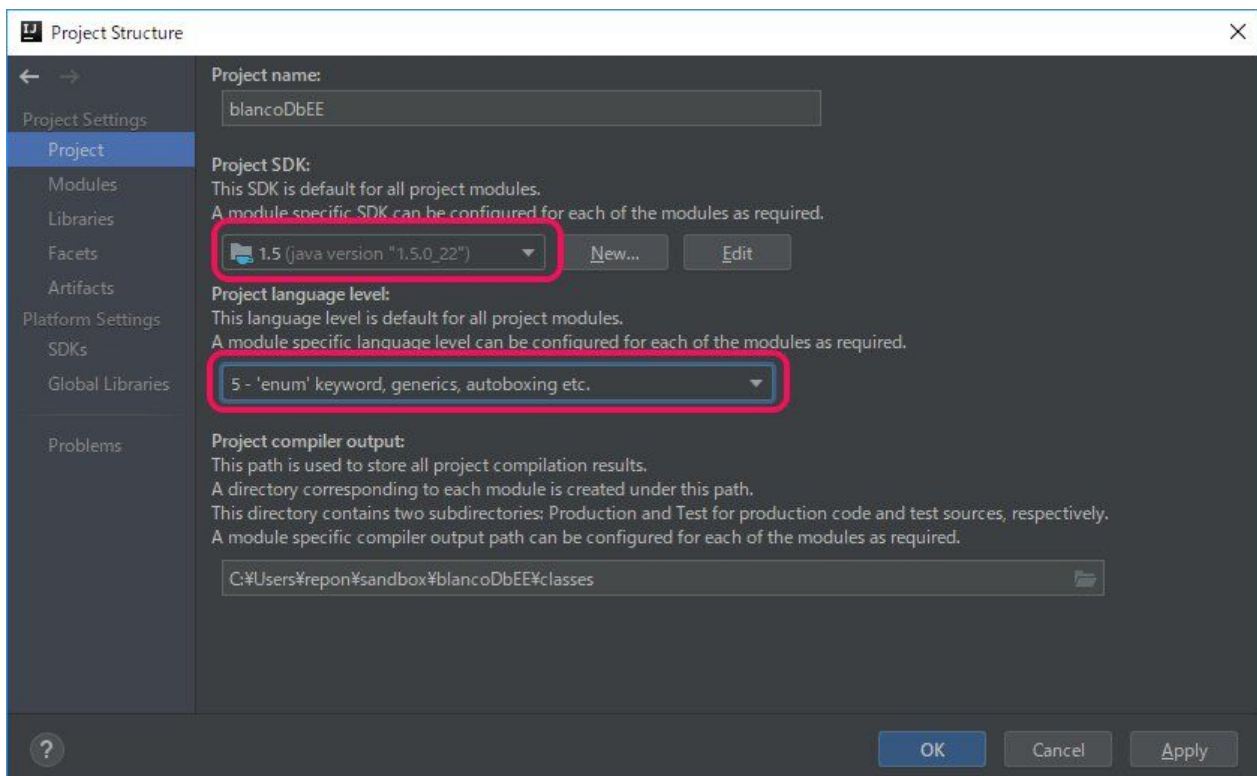 Project Structure
Project Settings
Project
Modules
Libraries
Facets
Artifacts
Platform Settings
SDKs
Global Libraries
Problems
Project name:
blancoDbEE
Project SDK:
This SDK is default for all project modules.
A module specific SDK can be configured for each of the modules as required.
1.5 (java version "1.5.0_22")
New...
Edit
Project language level:
This language level is default for all project modules.
A module specific language level can be configured for each of the modules as required.
5 - 'enum' keyword, generics, autoboxing etc.
Project compiler output:
This path is used to store all project compilation results.
A directory corresponding to each module is created under this path.
This directory contains two subdirectories: Production and Test for production code and test sources, respectively.
A module specific compiler output path can be configured for each of the modules as required.
C:¥Users¥repon¥sandbox¥blancoDbEE¥classes
?
OK
Cancel
Apply